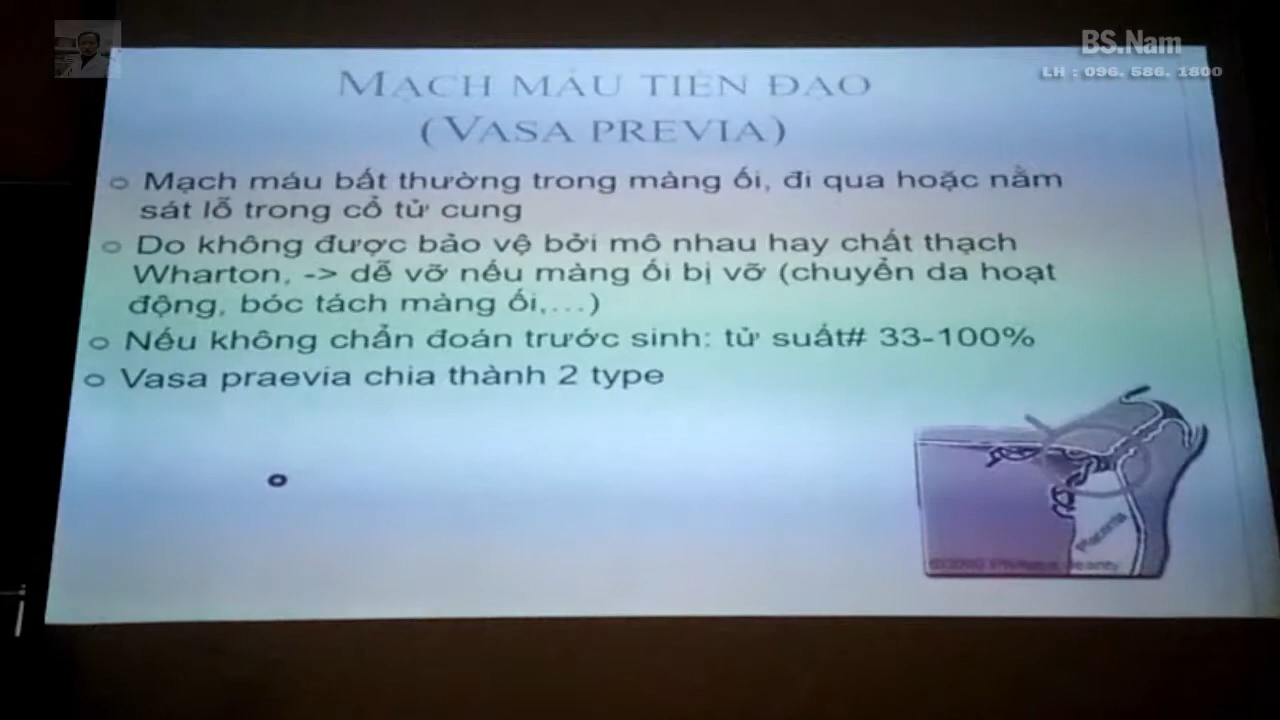 BS.Nam
LH : 096. 586. 1800
MẠCH MÁU TIỀN ĐẠO
(VASA PREVIA)
Mạch máu bất thường trong màng ối, đi qua hoặc nằm
sát lỗ trong cổ tử cung
Do không được bảo vệ bởi mô nhau hay chất thạch
Wharton, -> dễ vỡ nếu màng ối bị vỡ (chuyển dạ hoạt
động, bóc tách màng ối,...)
Nếu không chẩn đoán trước sinh: tử suất# 33-100%
Vasa praevia chia thành 2 type
Placenta